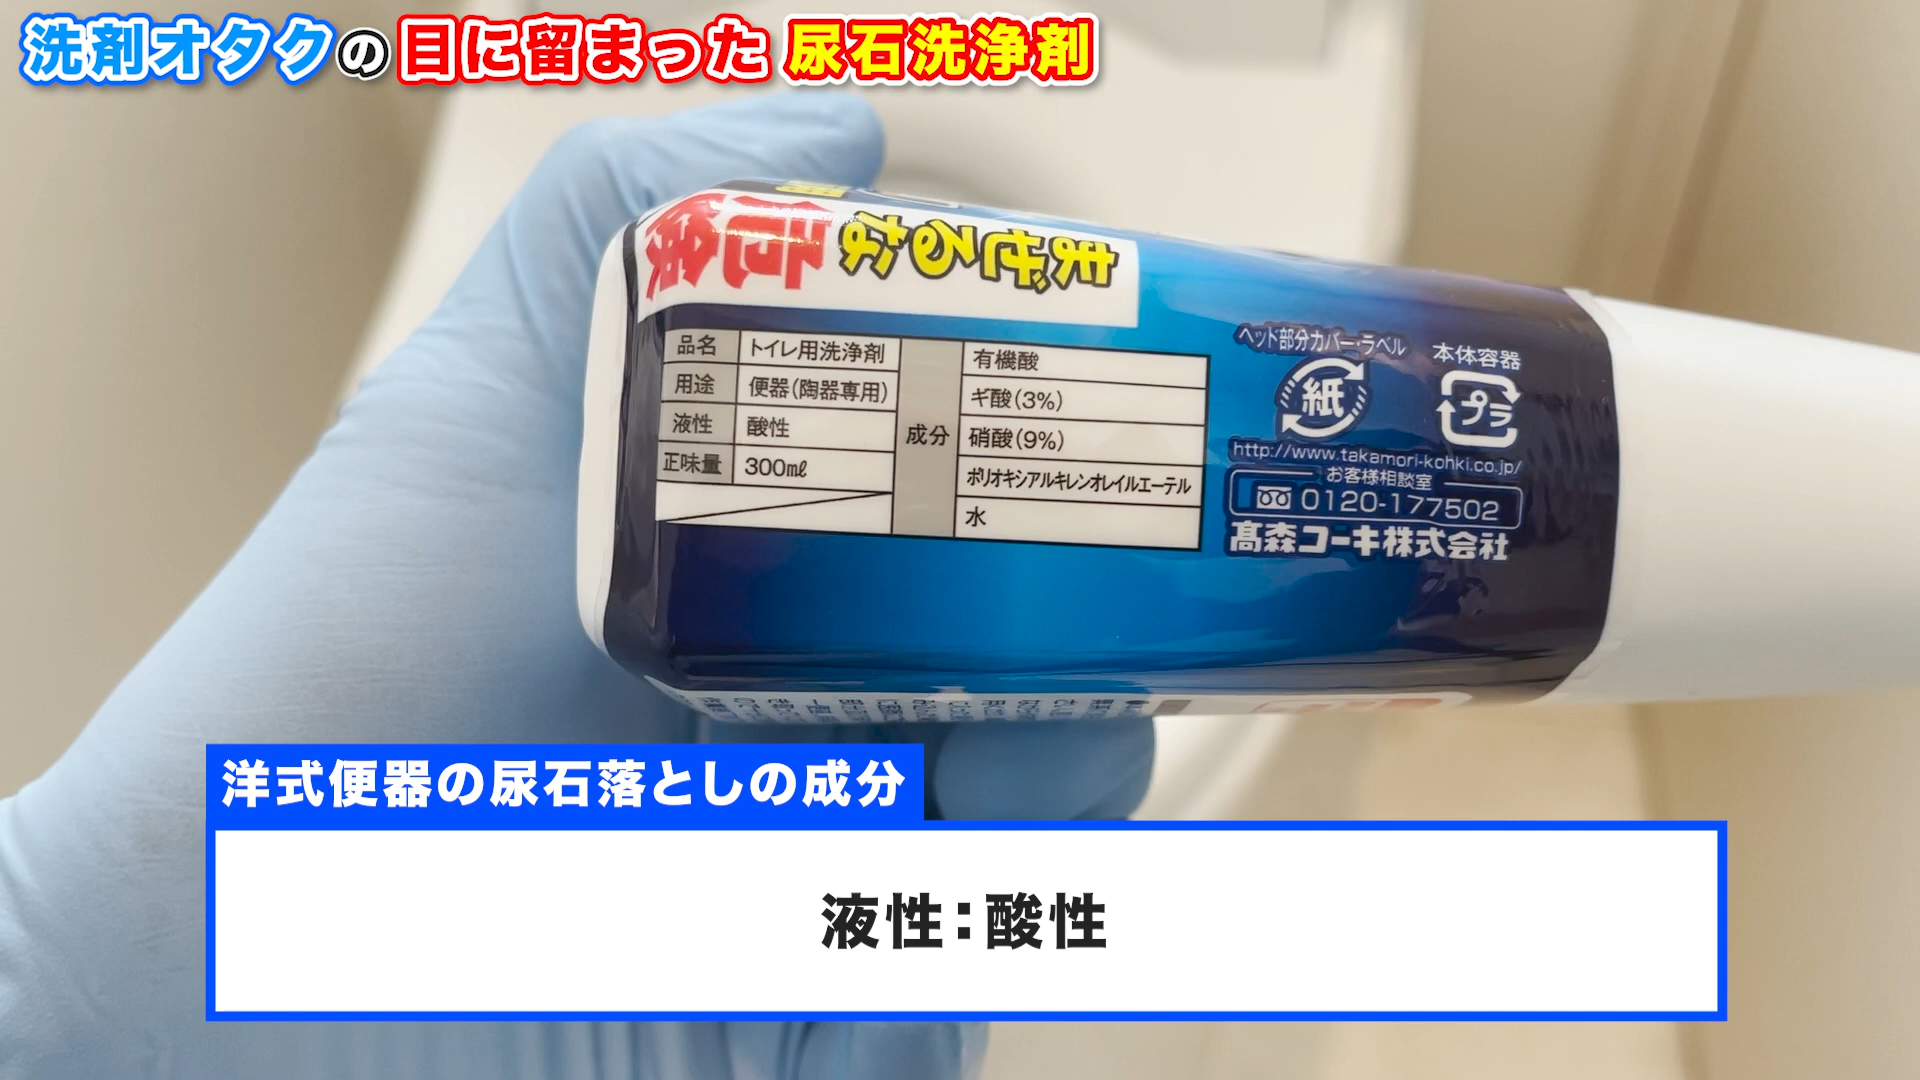 洗剤オタクの目に留まった 尿石洗浄剤
まぜるな
危険
品名 トイレ用洗浄剤
用途 便器(陶器専用)
液性 酸性
正味量 300mℓ
成分
有機酸
ギ酸(3%)
硝酸(9%)
ポリオキシアルキレンオレイルエーテル
水
ヘッド部分カバー・ラベル
紙
本体容器
プラ
http://www.takamori-kohki.co.jp/
お客様相談室
0120-177502
髙森コーキ株式会社
洋式便器の尿石落としの成分
液性:酸性